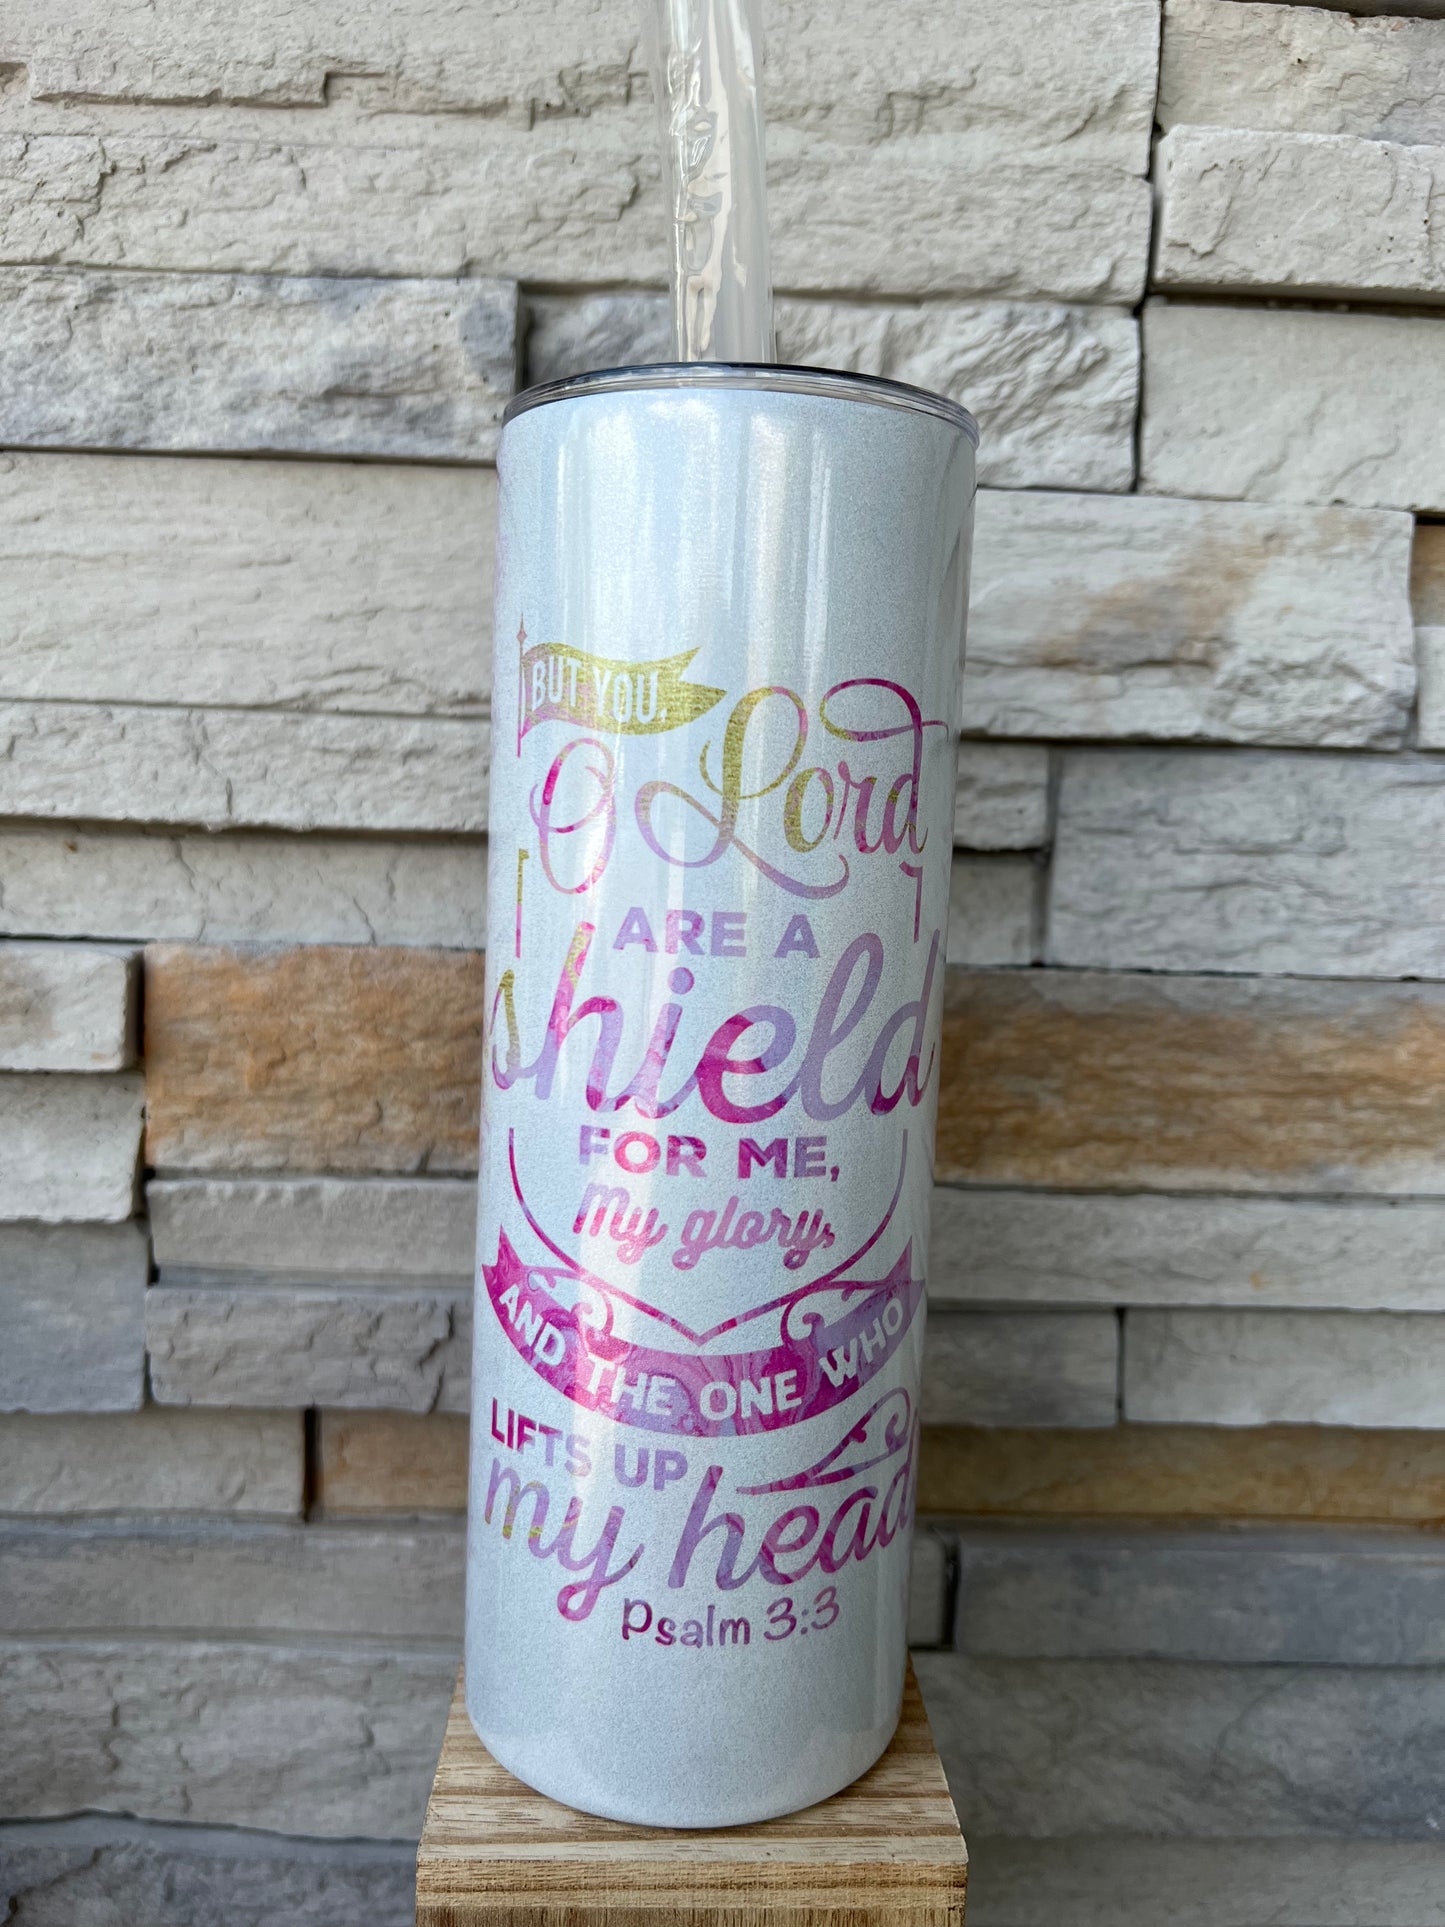 BUT YOU,
O Lord
ARE A
shield
FOR ME,
My glory,
AND THE ONE WHO
LIFTS UP
my head
Psalm 3:3